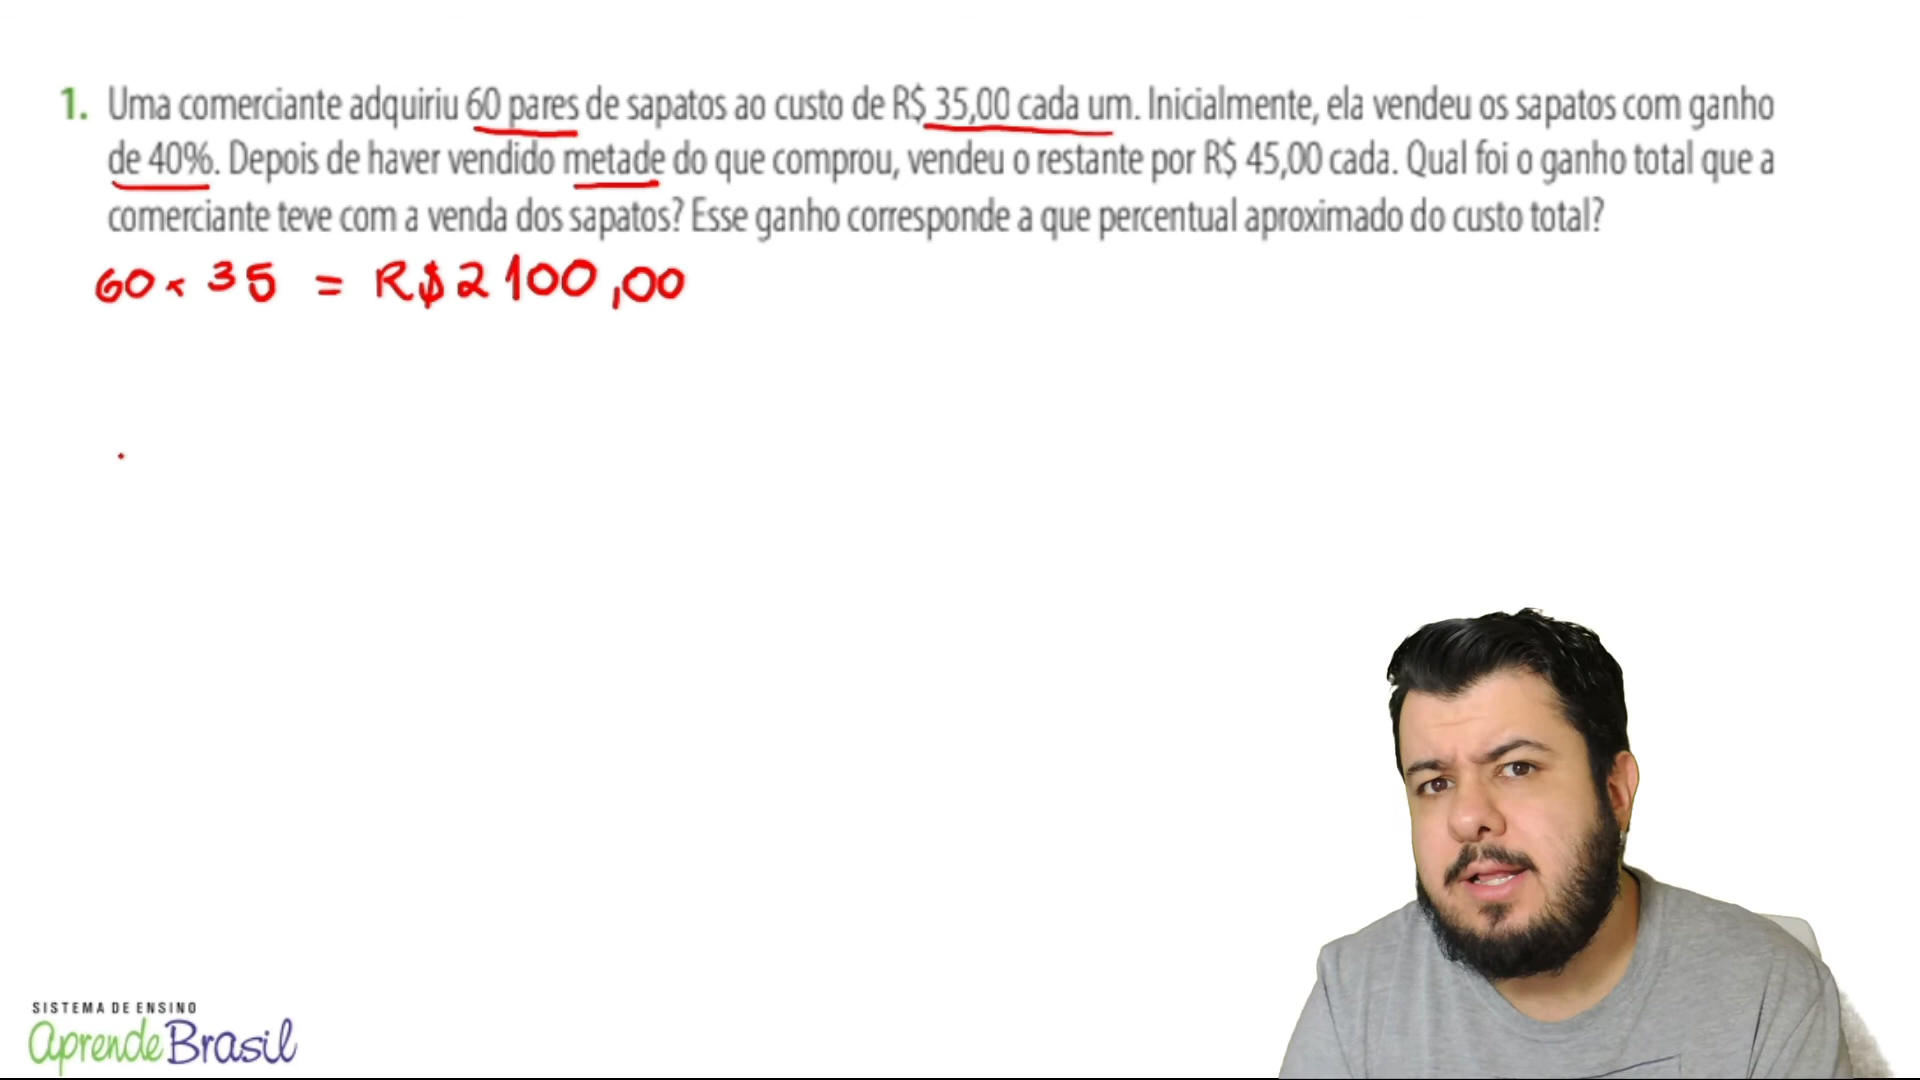 1. Uma comerciante adquiriu 60 pares de sapatos ao custo de R$ 35,00 cada um. Inicialmente, ela vendeu os sapatos com ganho
de 40%. Depois de haver vendido metade do que comprou, vendeu o restante por R$ 45,00 cada. Qual foi o ganho total que a
comerciante teve com a venda dos sapatos? Esse ganho corresponde a que percentual aproximado do custo total?
60 × 35 = R$ 2100,00
SISTEMA DE ENSINO
aprende Brasil